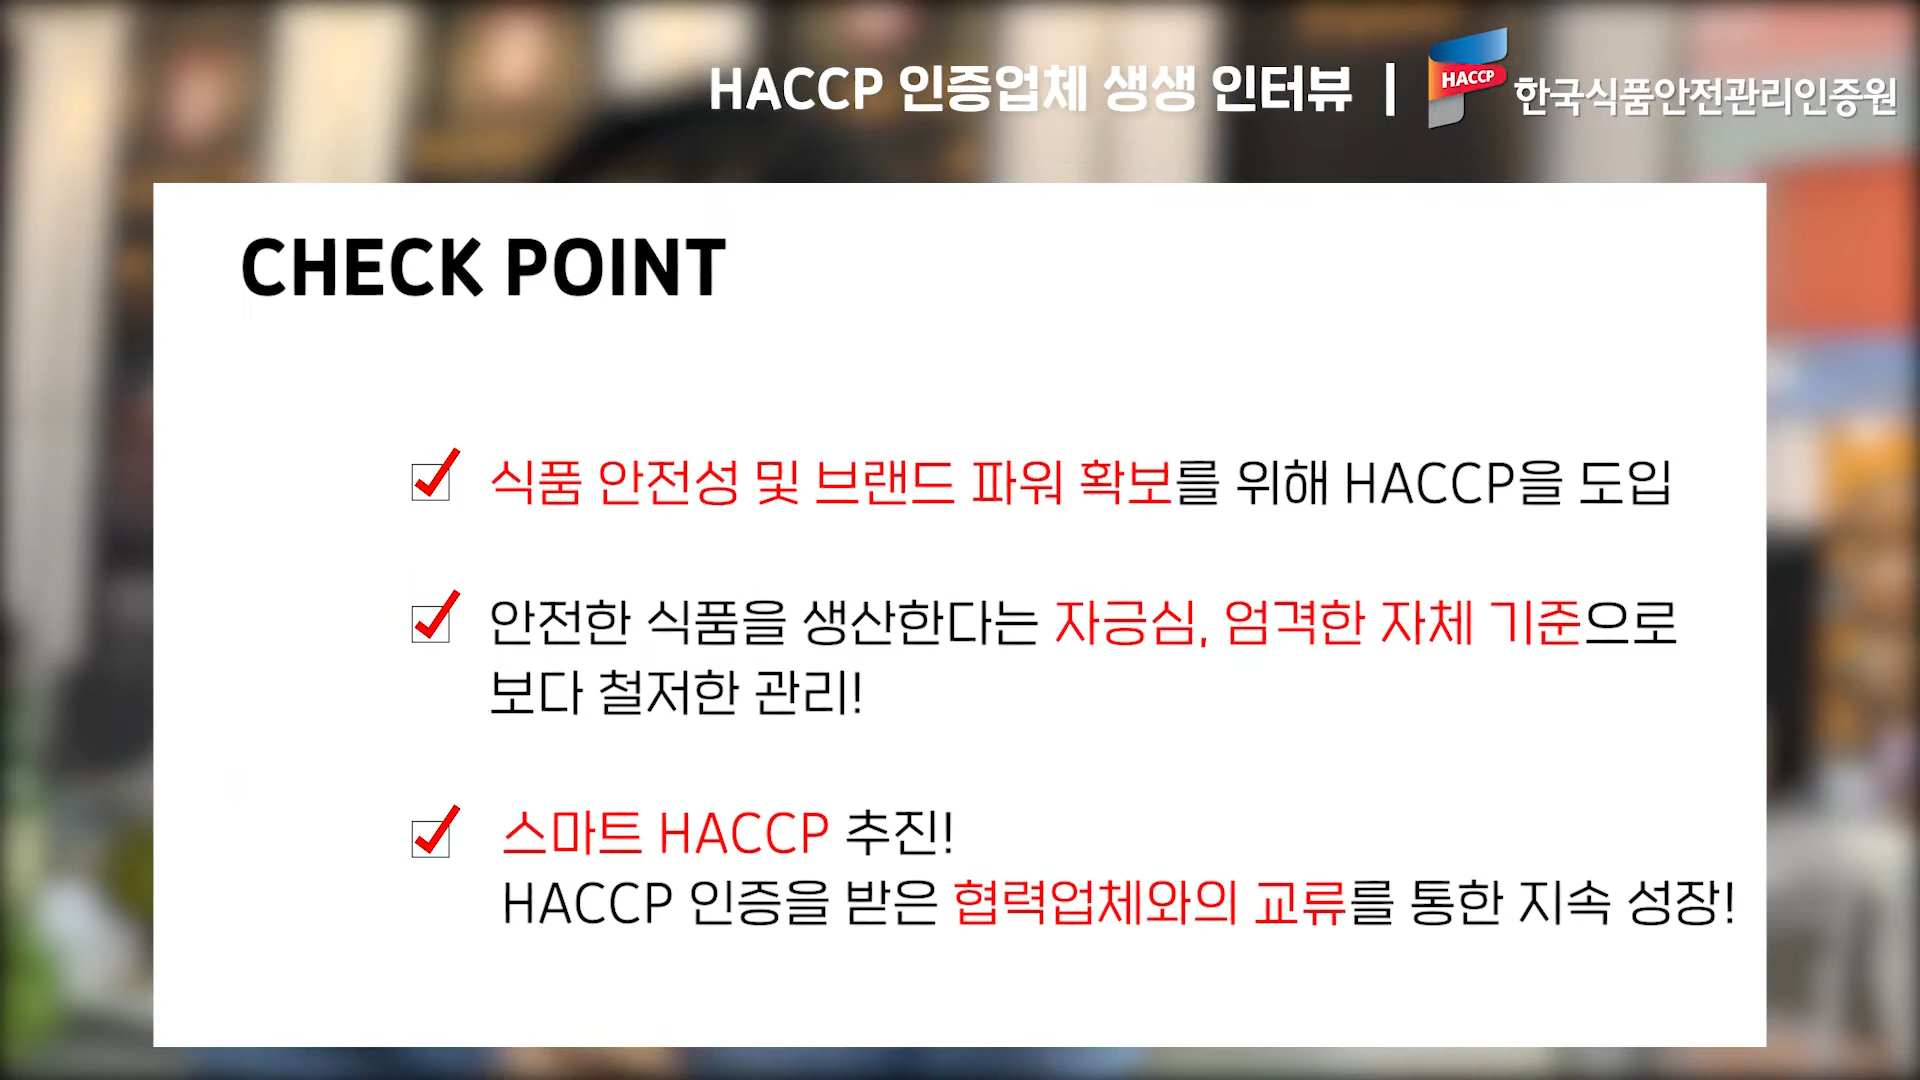 HACCP 인증업체 생생 인터뷰 | HACCP 한국식품안전관리인증원
CHECK POINT
식품 안전성 및 브랜드 파워 확보를 위해 HACCP을 도입
안전한 식품을 생산한다는 자긍심, 엄격한 자체 기준으로
보다 철저한 관리!
스마트 HACCP 추진!
HACCP 인증을 받은 협력업체와의 교류를 통한 지속 성장!